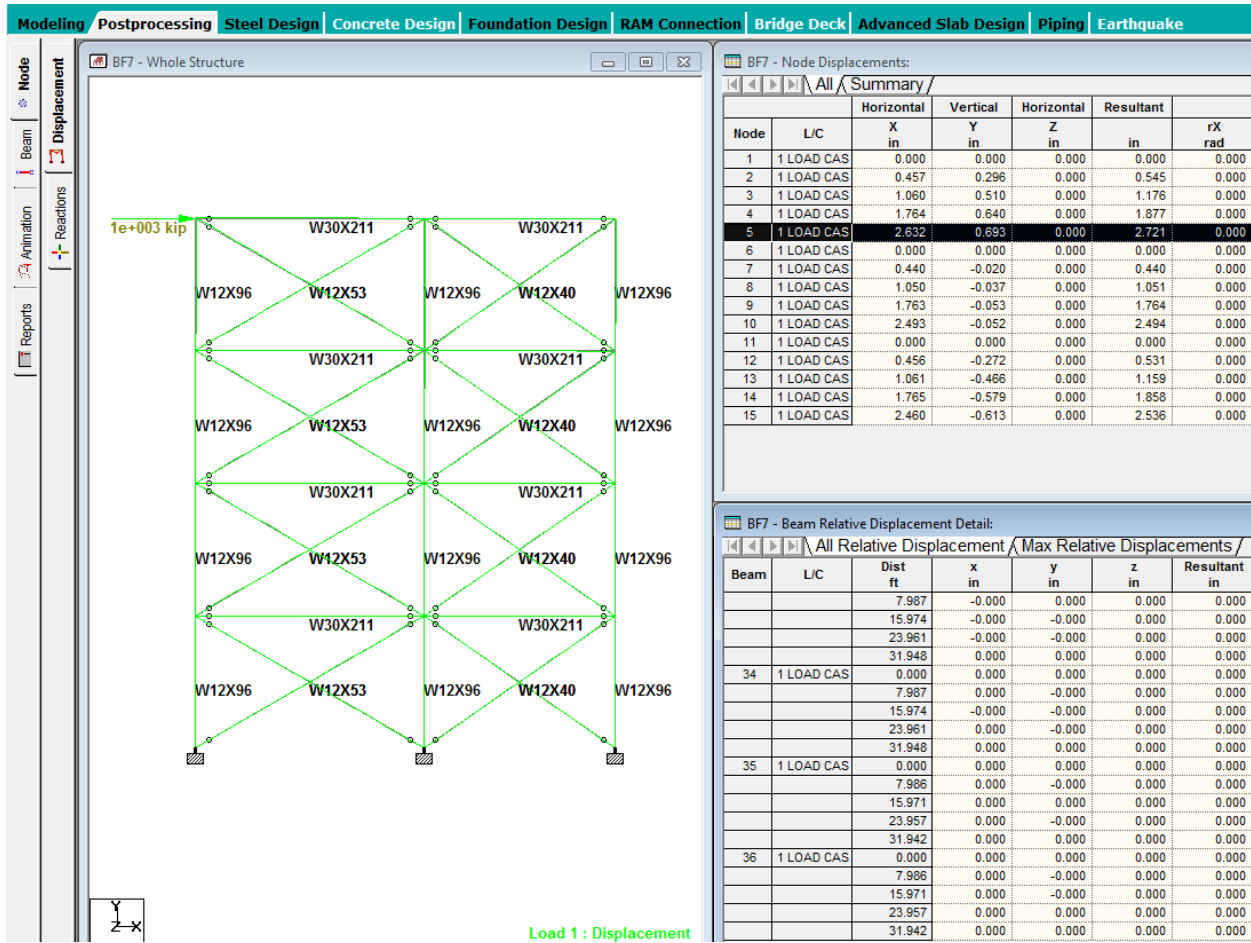 Modeling Postprocessing Steel Design Concrete Design Foundation Design RAM Connection Bridge Deck Advanced Slab Design Piping Earthquake
Node
Beam
Animation
Reports
Displacement
Reactions
BF7 - Whole Structure
1e+003 kip
W30X211 W30X211
W12X96 W12X53 W12X96 W12X40 W12X96
W30X211 W30X211
W12X96 W12X53 W12X96 W12X40 W12X96
W30X211 W30X211
W12X96 W12X53 W12X96 W12X40 W12X96
W30X211 W30X211
W12X96 W12X53 W12X96 W12X40 W12X96
Y
Z X
Load 1 : Displacement
BF7 - Node Displacements:
All Summary
Horizontal Vertical Horizontal Resultant
Node L/C X in Y in Z in in rX rad
1 1 LOAD CAS 0.000 0.000 0.000 0.000 0.000
2 1 LOAD CAS 0.457 0.296 0.000 0.545 0.000
3 1 LOAD CAS 1.060 0.510 0.000 1.176 0.000
4 1 LOAD CAS 1.764 0.640 0.000 1.877 0.000
5 1 LOAD CAS 2.632 0.693 0.000 2.721 0.000
6 1 LOAD CAS 0.000 0.000 0.000 0.000 0.000
7 1 LOAD CAS 0.440 -0.020 0.000 0.440 0.000
8 1 LOAD CAS 1.050 -0.037 0.000 1.051 0.000
9 1 LOAD CAS 1.763 -0.053 0.000 1.764 0.000
10 1 LOAD CAS 2.493 -0.052 0.000 2.494 0.000
11 1 LOAD CAS 0.000 0.000 0.000 0.000 0.000
12 1 LOAD CAS 0.456 -0.272 0.000 0.531 0.000
13 1 LOAD CAS 1.061 -0.466 0.000 1.159 0.000
14 1 LOAD CAS 1.765 -0.579 0.000 1.858 0.000
15 1 LOAD CAS 2.460 -0.613 0.000 2.536 0.000
BF7 - Beam Relative Displacement Detail:
All Relative Displacement Max Relative Displacements
Beam L/C Dist ft x in y in z in Resultant in
7.987 -0.000 0.000 0.000 0.000
15.974 -0.000 -0.000 0.000 0.000
23.961 -0.000 -0.000 0.000 0.000
31.948 0.000 0.000 0.000 0.000
34 1 LOAD CAS 0.000 0.000 0.000 0.000 0.000
7.987 0.000 -0.000 0.000 0.000
15.974 -0.000 -0.000 0.000 0.000
23.961 0.000 -0.000 0.000 0.000
31.948 0.000 0.000 0.000 0.000
35 1 LOAD CAS 0.000 0.000 0.000 0.000 0.000
7.986 0.000 -0.000 0.000 0.000
15.971 0.000 0.000 0.000 0.000
23.957 0.000 -0.000 0.000 0.000
31.942 0.000 0.000 0.000 0.000
36 1 LOAD CAS 0.000 0.000 0.000 0.000 0.000
7.986 0.000 -0.000 0.000 0.000
15.971 0.000 -0.000 0.000 0.000
23.957 0.000 0.000 0.000 0.000
31.942 0.000 0.000 0.000 0.000